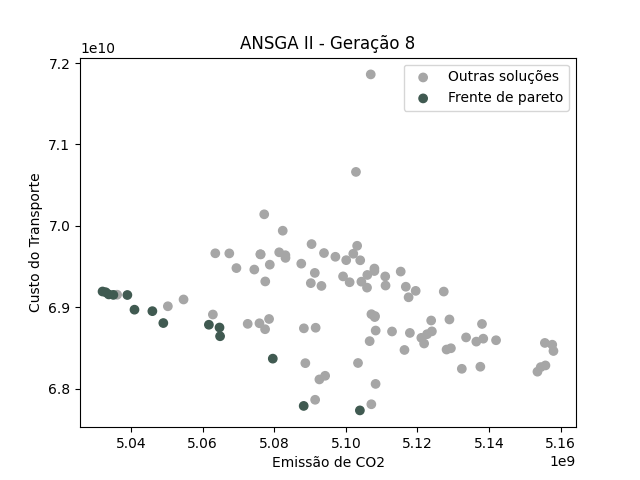 ANSGA II - Geração 8
1e10
7.2
7.1
7.0
6.9
6.8
Custo do Transporte
Outras soluções
Frente de pareto
5.04
5.06
5.08
5.10
5.12
5.14
5.16
Emissão de CO2
1e9